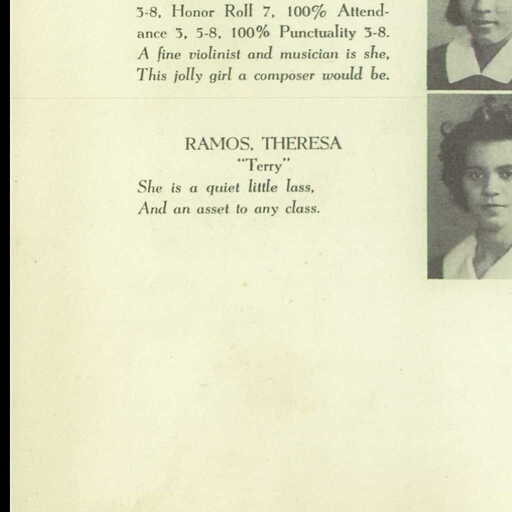 3-8, Honor Roll 7, 100% Attend-
ance 3, 5-8, 100% Punctuality 3-8.
A fine violinist and musician is she,
This jolly girl a composer would be.
RAMOS, THERESA
"Terry"
She is a quiet little lass,
And an asset to any class.